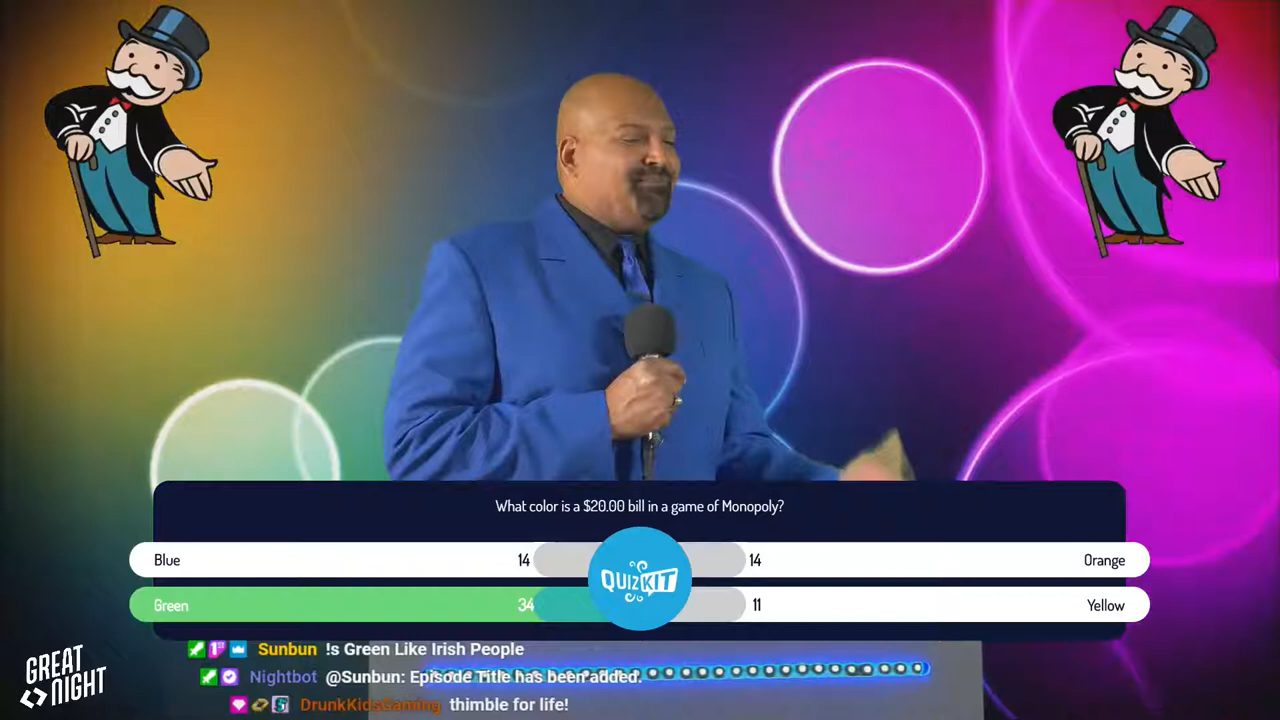 What color is a $20.00 bill in a game of Monopoly?
Blue 14 14 Orange
QUIZKIT
Green 34 11 Yellow
Sunbun !s Green Like Irish People
Nightbot @Sunbun: Episode Title has been added.
DrunkKidsGaming thimble for life!
GREAT
NIGHT